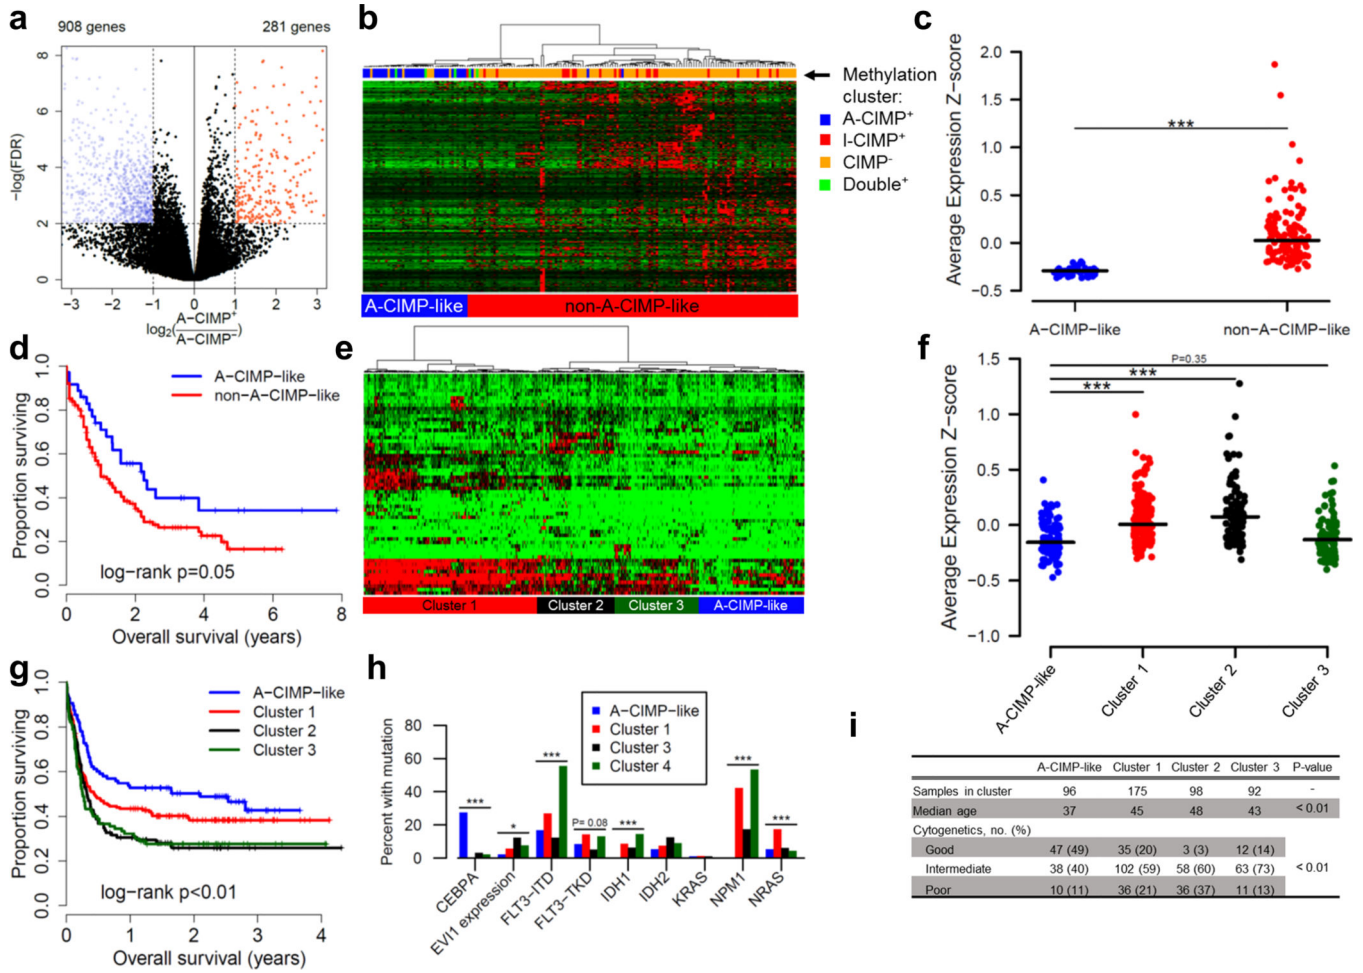 a
908 genes
281 genes
−log(FDR)
8
6
4
2
0
−3
−2
−1
0
1
2
3
log2(A−CIMP+/A−CIMP−)
b
Methylation
cluster:
A-CIMP+
I-CIMP+
CIMP-
Double+
A-CIMP-like
non-A-CIMP-like
c
Average Expression Z−score
2.0
1.5
1.0
0.5
0.0
−0.5
***
A−CIMP−like
non−A−CIMP−like
d
Proportion surviving
1.0
0.8
0.6
0.4
0.2
0.0
A−CIMP−like
non−A−CIMP−like
log−rank p=0.05
0
2
4
6
8
Overall survival (years)
e
Cluster 1
Cluster 2
Cluster 3
A-CIMP-like
f
Average Expression Z−score
1.5
1.0
0.5
0.0
−0.5
−1.0
P=0.35
***
***
A−CIMP−like
Cluster 1
Cluster 2
Cluster 3
g
Proportion surviving
1.0
0.8
0.6
0.4
0.2
0.0
A−CIMP−like
Cluster 1
Cluster 2
Cluster 3
log−rank p<0.01
0
1
2
3
4
Overall survival (years)
h
Percent with mutation
80
60
40
25
0
A−CIMP−like
Cluster 1
Cluster 3
Cluster 4
***
*
***
P= 0.08
***
***
***
CEBPA
EVI1 expression
FLT3−ITD
FLT3−TKD
IDH1
IDH2
KRAS
NPM1
NRAS
i
A-CIMP-like Cluster 1 Cluster 2 Cluster 3 P-value
Samples in cluster 96 175 98 92 -
Median age 37 45 48 43 < 0.01
Cytogenetics, no. (%)
Good 47 (49) 35 (20) 3 (3) 12 (14)
Intermediate 38 (40) 102 (59) 58 (60) 63 (73) < 0.01
Poor 10 (11) 36 (21) 36 (37) 11 (13)